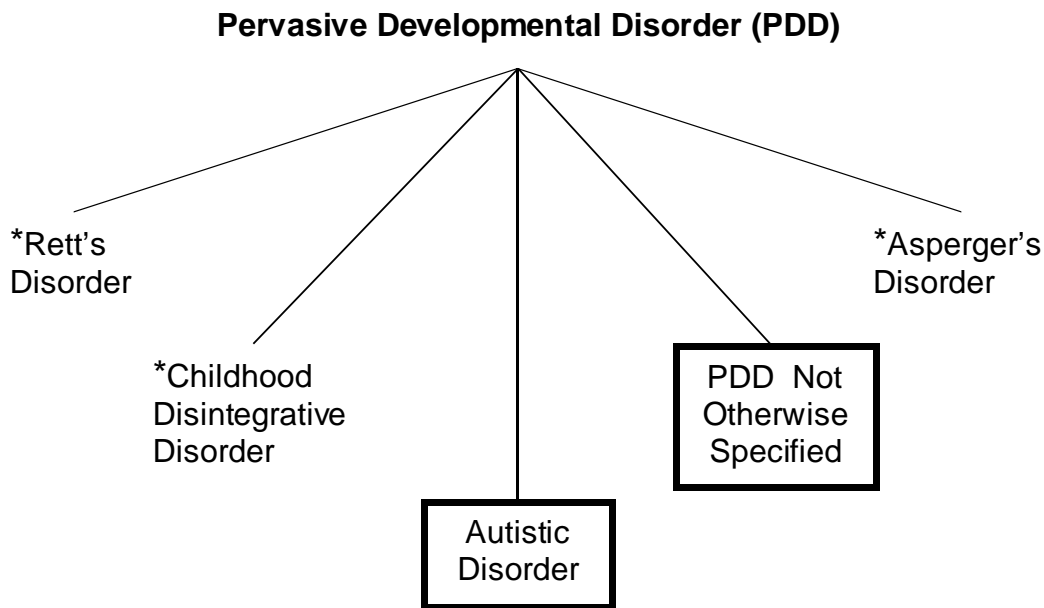 Pervasive Developmental Disorder (PDD)
*Rett's
Disorder
*Asperger's
Disorder
*Childhood
Disintegrative
Disorder
PDD Not
Otherwise
Specified
Autistic
Disorder